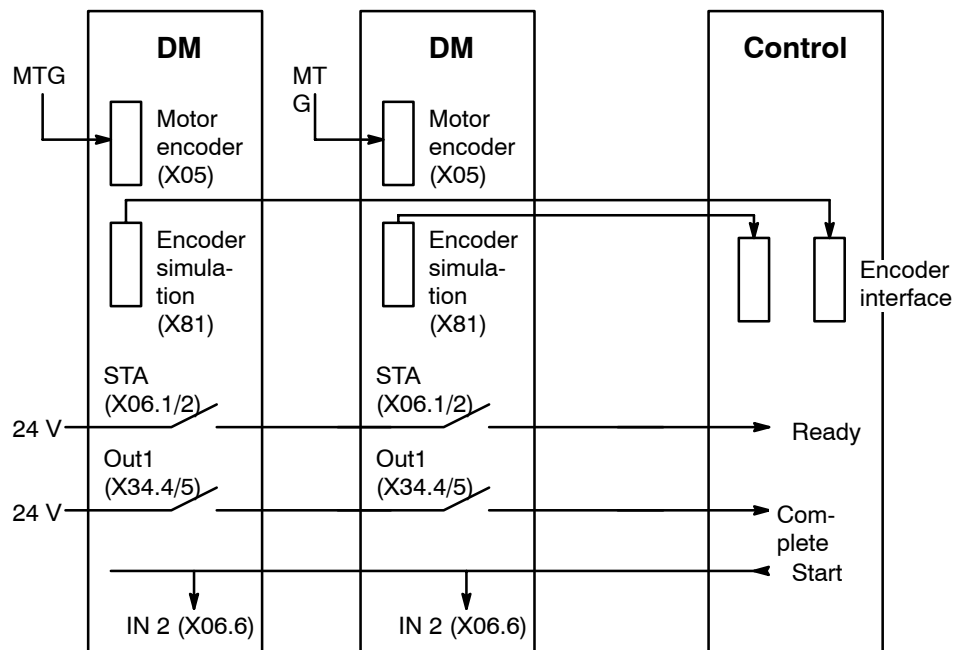 DM
DM
Control
MTG
MT
G
Motor
encoder
(X05)
Motor
encoder
(X05)
Encoder
simula-
tion
(X81)
Encoder
simula-
tion
(X81)
Encoder
interface
STA
(X06.1/2)
STA
(X06.1/2)
24 V
Ready
Out1
(X34.4/5)
Out1
(X34.4/5)
24 V
Com-
plete
Start
IN 2 (X06.6)
IN 2 (X06.6)